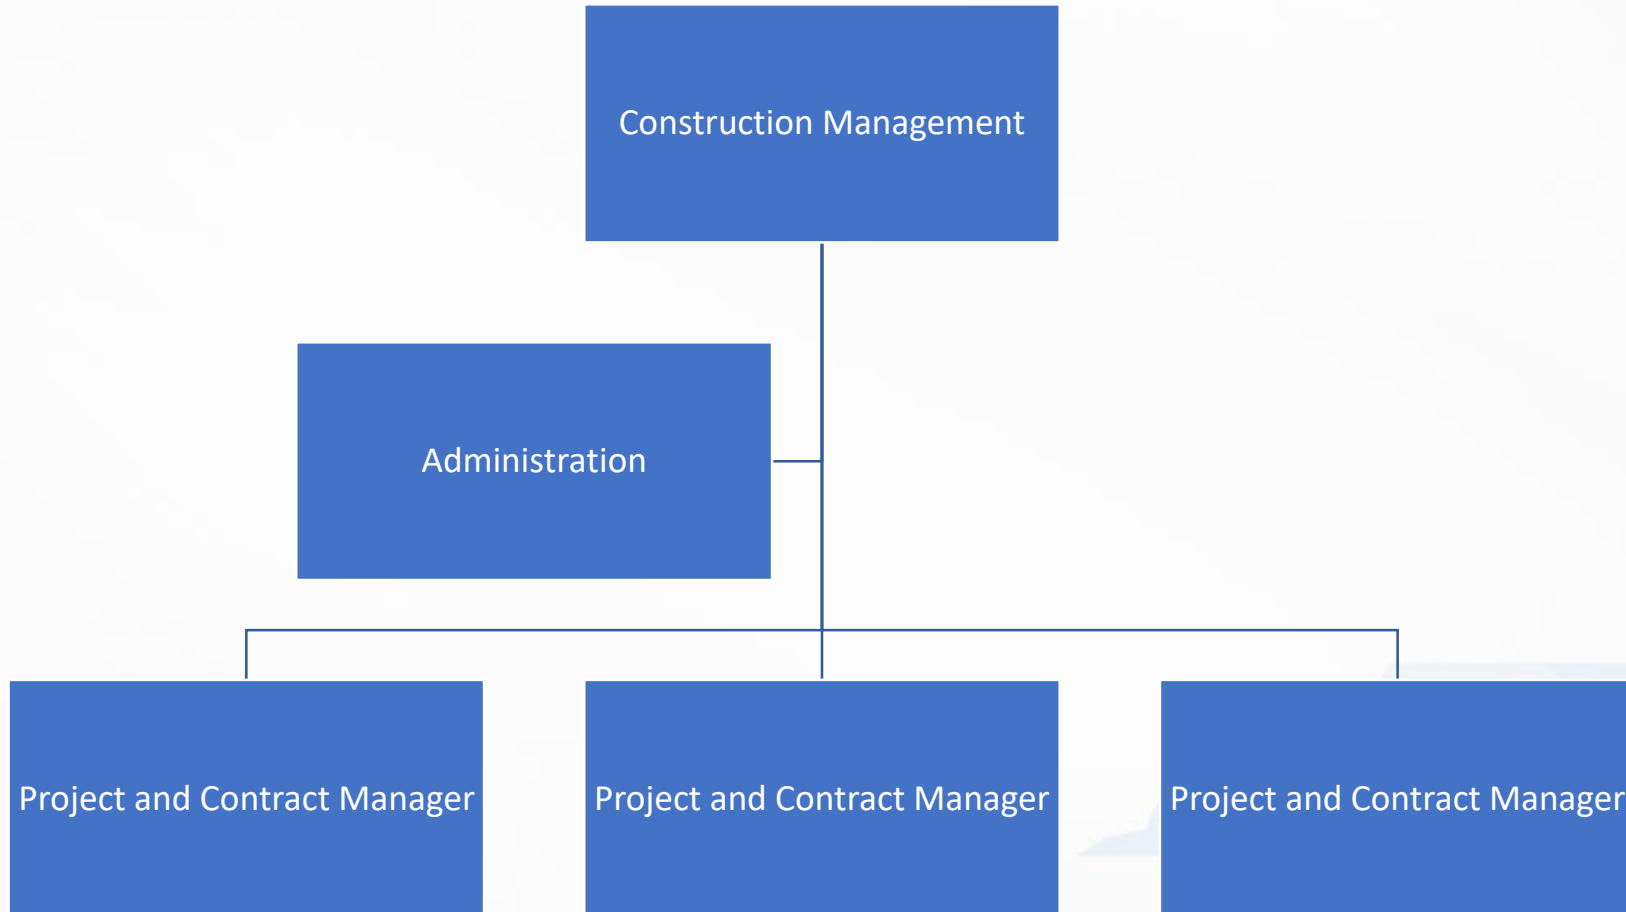 Construction Management
Administration
Project and Contract Manager
Project and Contract Manager
Project and Contract Manager